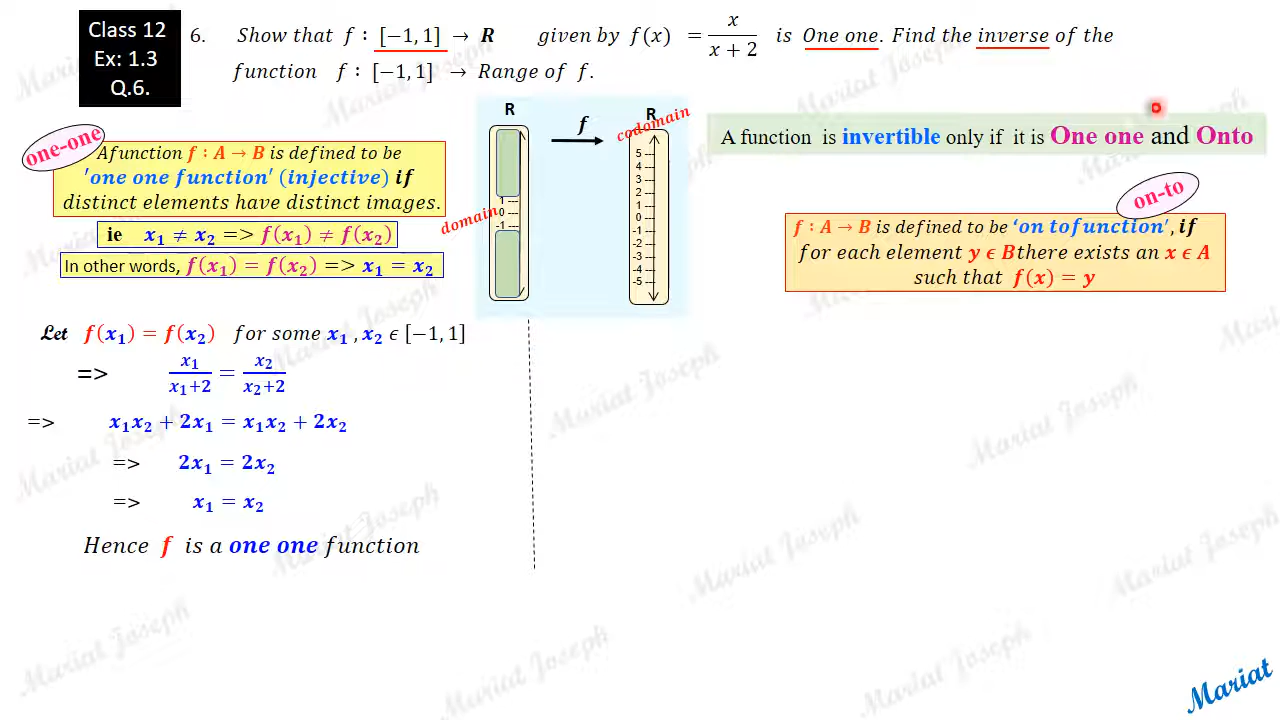 Class 12
Ex: 1.3
Q.6.
6. Show that f : [−1, 1] → R given by f(x) = x/(x + 2) is One one. Find the inverse of the
function f : [−1, 1] → Range of f.
one-one
Afunction f : A → B is defined to be
'one one function' (injective) if
distinct elements have distinct images.
ie x₁ ≠ x₂ => f(x₁) ≠ f(x₂)
In other words, f(x₁) = f(x₂) => x₁ = x₂
R
f
R
domain
codomain
1
0
-1
5
4
3
2
1
0
-1
-2
-3
-4
-5
A function is invertible only if it is One one and Onto
on-to
f : A → B is defined to be 'on tofunction', if
for each element y ϵ Bthere exists an x ϵ A
such that f(x) = y
Let f(x₁) = f(x₂) for some x₁ , x₂ ϵ [−1, 1]
=> x₁/(x₁+2) = x₂/(x₂+2)
=> x₁x₂ + 2x₁ = x₁x₂ + 2x₂
=> 2x₁ = 2x₂
=> x₁ = x₂
Hence f is a one one function
Mariat Joseph
Mariat